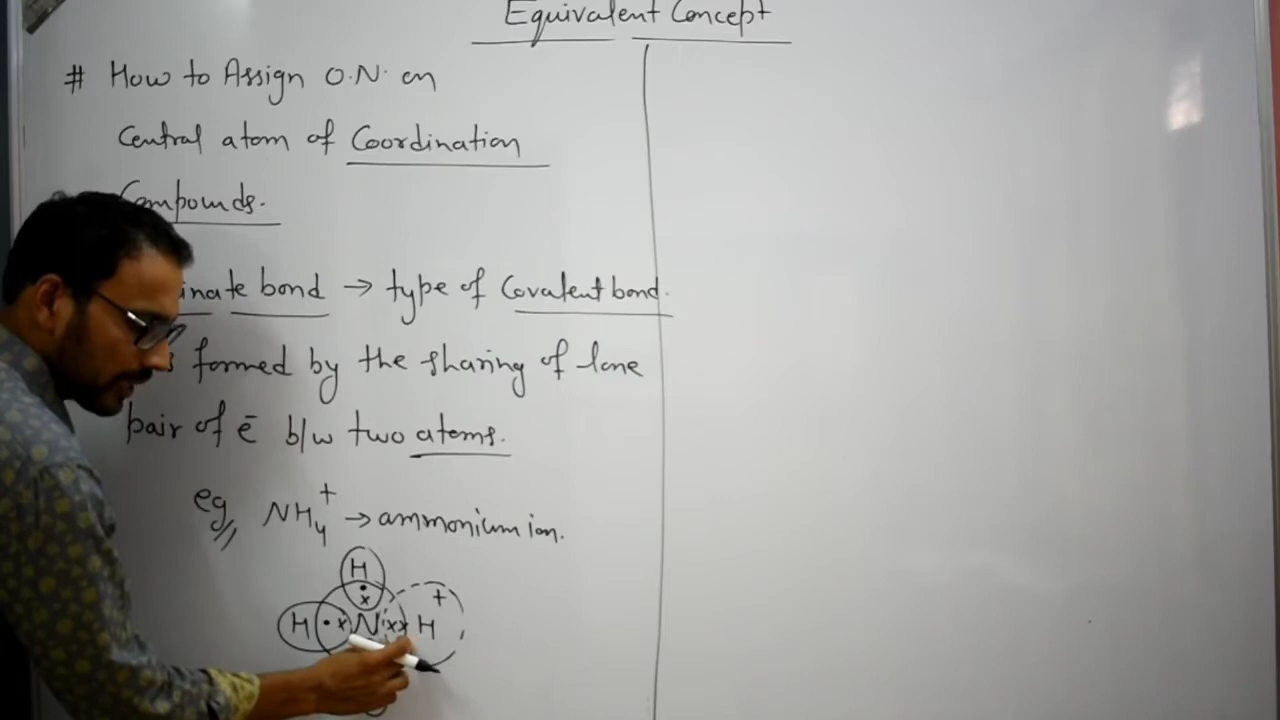 Equivalent Concept
# How to Assign O.N. on
Central atom of Coordination
Compounds.
bond → type of Covalent bond.
formed by the sharing of lone
pair of ē b/w two atoms.
eg NH4+ → ammonium ion.
H
x
H • x N xx H +